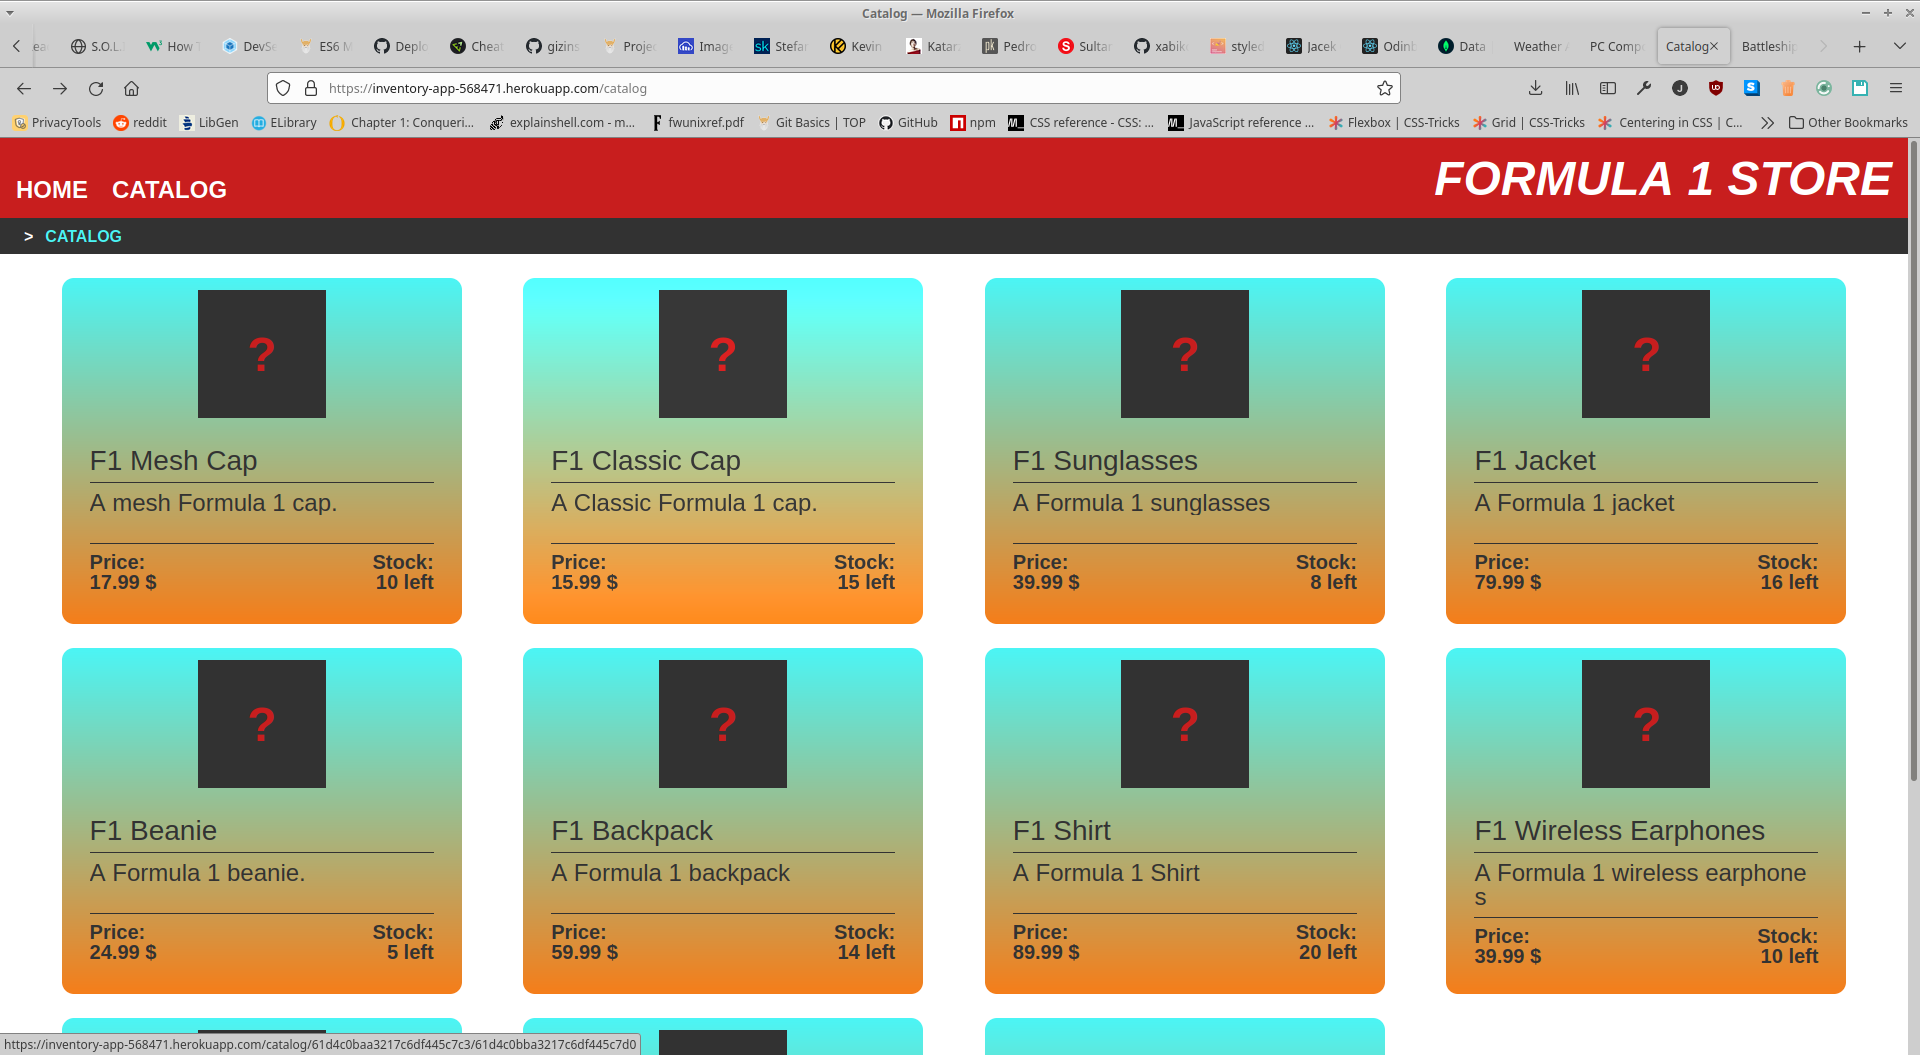 Catalog — Mozilla Firefox
S.O.L. How DevSe ES6 M Deplo Cheat gizins Projec Imag Stefar Kevin Katar Pedro Sultar xabik styled Jacek Odinb Data Weather PC Comp Catalog Battleship
https://inventory-app-568471.herokuapp.com/catalog
PrivacyTools reddit LibGen ELibrary Chapter 1: Conqueri... explainshell.com - m... fwunixref.pdf Git Basics | TOP GitHub npm CSS reference - CSS: ... JavaScript reference ... Flexbox | CSS-Tricks Grid | CSS-Tricks Centering in CSS | C... Other Bookmarks
HOME CATALOG FORMULA 1 STORE
> CATALOG
? ? ? ?
F1 Mesh Cap F1 Classic Cap F1 Sunglasses F1 Jacket
A mesh Formula 1 cap. A Classic Formula 1 cap. A Formula 1 sunglasses A Formula 1 jacket
Price: Stock: Price: Stock: Price: Stock: Price: Stock:
17.99 $ 10 left 15.99 $ 15 left 39.99 $ 8 left 79.99 $ 16 left
? ? ? ?
F1 Beanie F1 Backpack F1 Shirt F1 Wireless Earphones
A Formula 1 beanie. A Formula 1 backpack A Formula 1 Shirt A Formula 1 wireless earphone
s
Price: Stock: Price: Stock: Price: Stock: Price: Stock:
24.99 $ 5 left 59.99 $ 14 left 89.99 $ 20 left 39.99 $ 10 left
https://inventory-app-568471.herokuapp.com/catalog/61d4c0baa3217c6df445c7c3/61d4c0bba3217c6df445c7d0